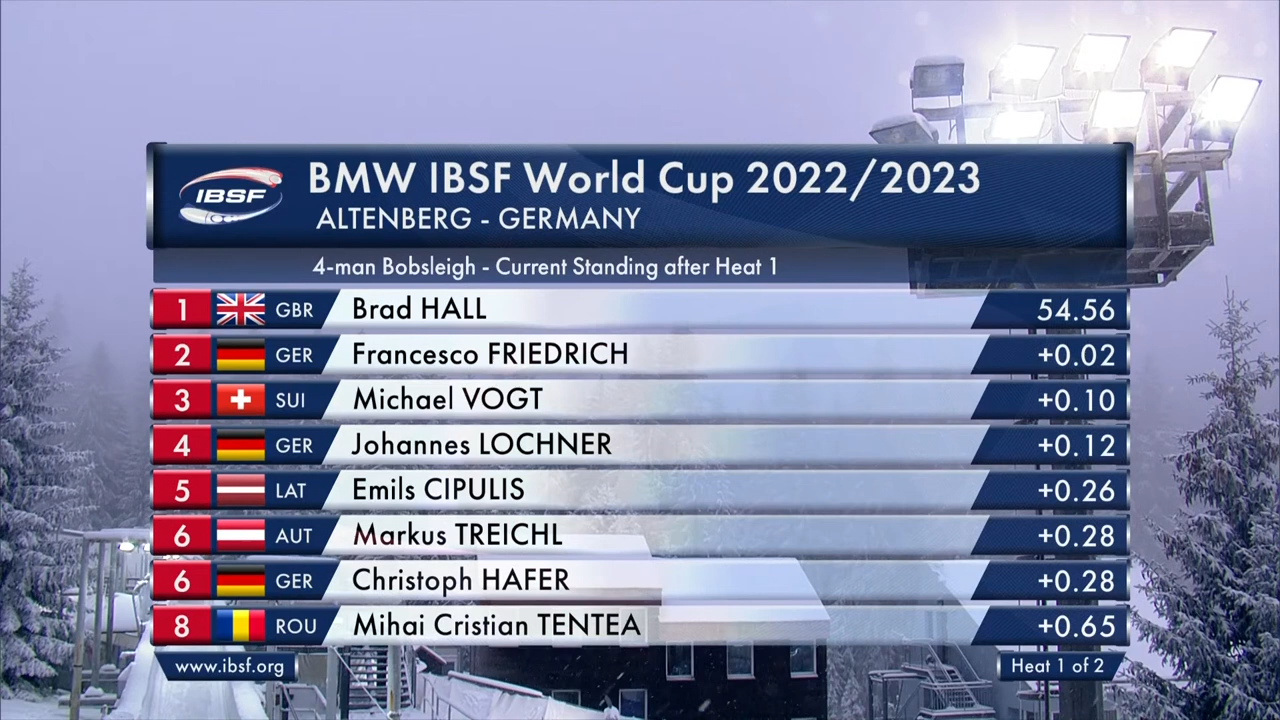 IBSF
BMW IBSF World Cup 2022/2023
ALTENBERG - GERMANY
4-man Bobsleigh - Current Standing after Heat 1
1 GBR Brad HALL 54.56
2 GER Francesco FRIEDRICH +0.02
3 SUI Michael VOGT +0.10
4 GER Johannes LOCHNER +0.12
5 LAT Emils CIPULIS +0.26
6 AUT Markus TREICHL +0.28
6 GER Christoph HAFER +0.28
8 ROU Mihai Cristian TENTEA +0.65
www.ibsf.org Heat 1 of 2